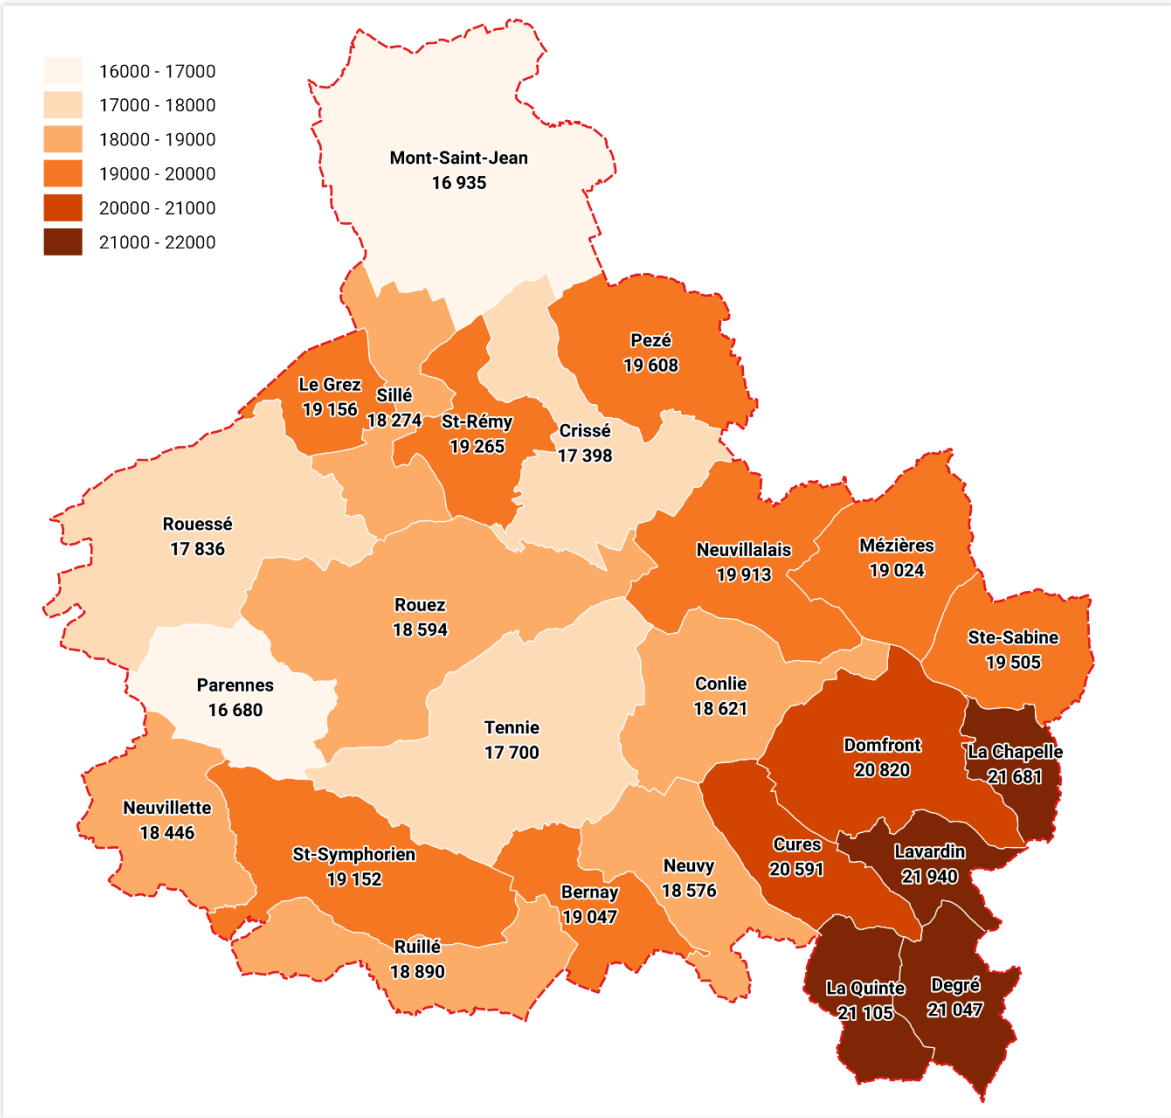 16000 - 17000
17000 - 18000
18000 - 19000
19000 - 20000
20000 - 21000
21000 - 22000
Mont-Saint-Jean
16 935
Pezé
19 608
Le Grez
19 156
Sillé
18 274
St-Rémy
19 265
Crissé
17 398
Rouessé
17 836
Neuvillalais
19 913
Mézières
19 024
Rouez
18 594
Ste-Sabine
19 505
Parennes
16 680
Conlie
18 621
Tennie
17 700
Domfront
20 820
La Chapelle
21 681
Neuvillette
18 446
St-Symphorien
19 152
Cures
20 591
Lavardin
21 940
Neuvy
18 576
Bernay
19 047
Ruillé
18 890
La Quinte
21 105
Degré
21 047